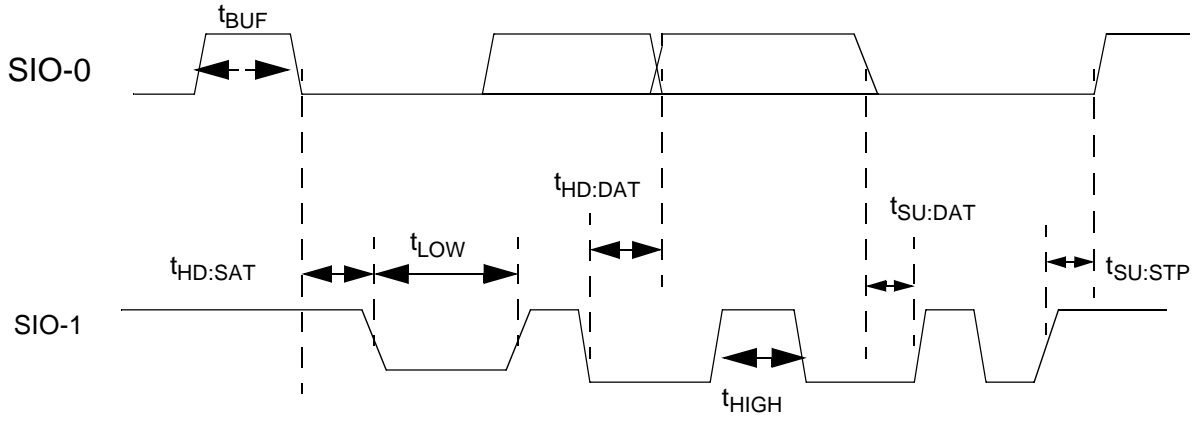 tBUF
SIO-0
tHD:DAT
tSU:DAT
tLOW
tHD:SAT
tSU:STP
SIO-1
tHIGH